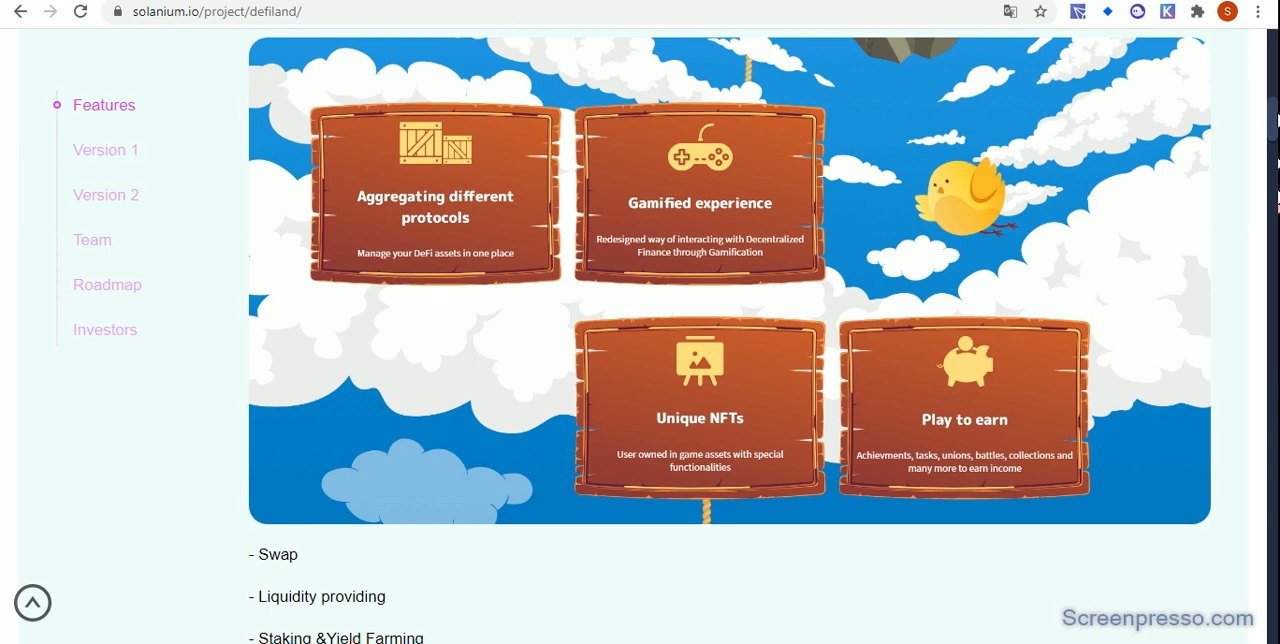 solanium.io/project/defiland/
S
K
Features
Version 1
Version 2
Team
Roadmap
Investors
Aggregating different
protocols
Manage your DeFi assets in one place
Gamified experience
Redesigned way of interacting with Decentralized
Finance through Gamification
Unique NFTs
User owned in game assets with special
functionalities
Play to earn
Achievments, tasks, unions, battles, collections and
many more to earn income
- Swap
- Liquidity providing
- Staking &Yield Farming
Screenpresso.com